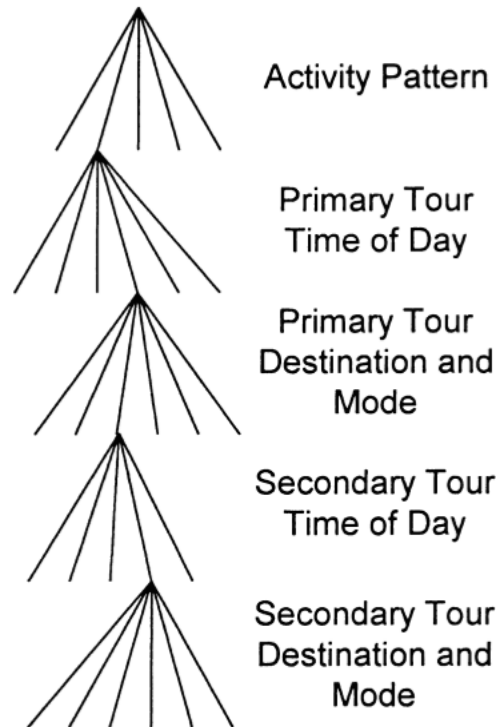 Activity Pattern
Primary Tour
Time of Day
Primary Tour
Destination and
Mode
Secondary Tour
Time of Day
Secondary Tour
Destination and
Mode